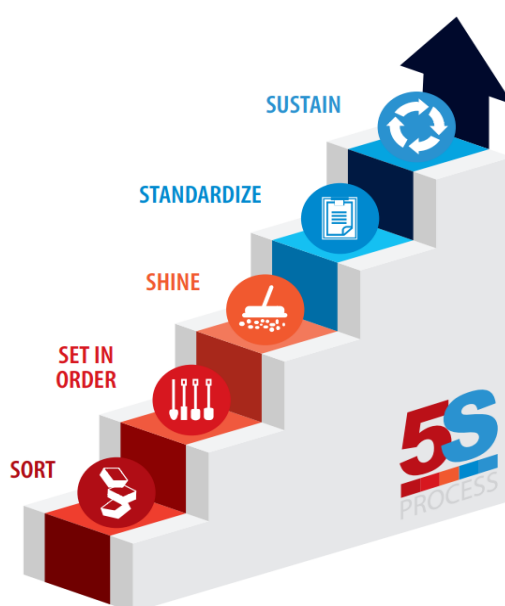 SUSTAIN
STANDARDIZE
SHINE
SET IN
ORDER
SORT
5S
PROCESS